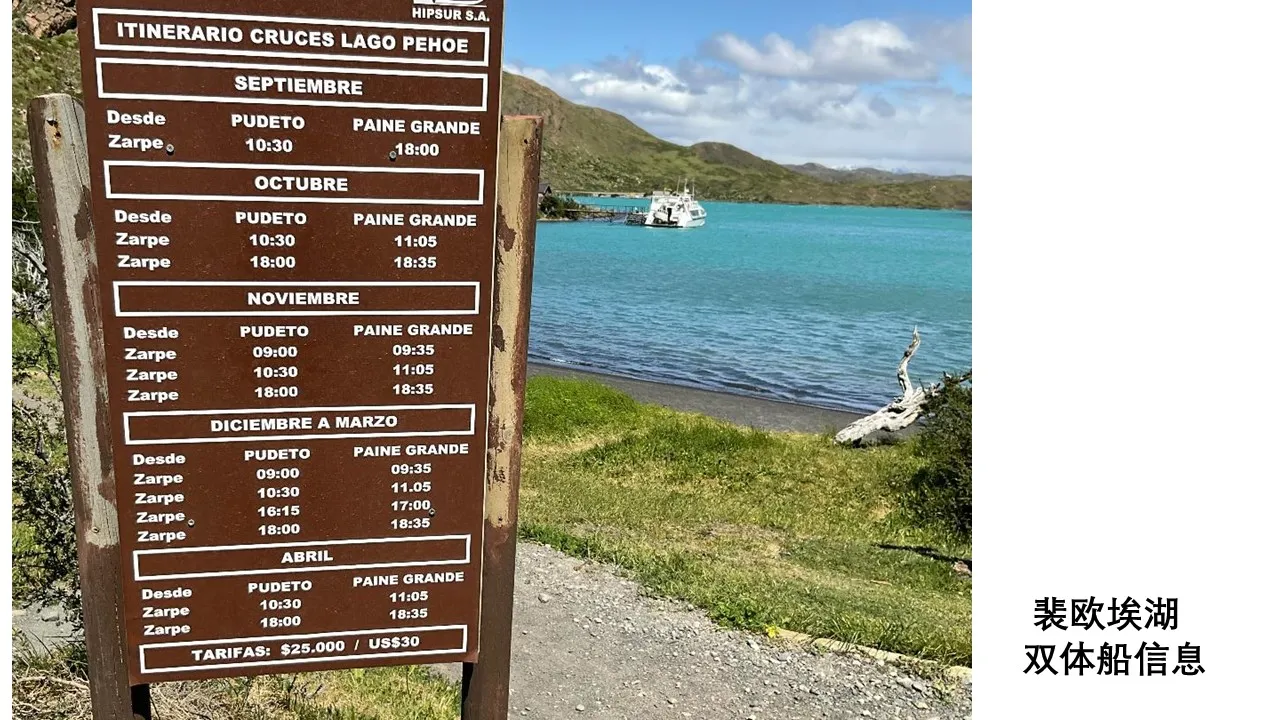 HIPSUR S.A.
ITINERARIO CRUCES LAGO PEHOE
SEPTIEMBRE
Desde PUDETO PAINE GRANDE
Zarpe 10:30 18:00
OCTUBRE
Desde PUDETO PAINE GRANDE
Zarpe 10:30 11:05
Zarpe 18:00 18:35
NOVIEMBRE
Desde PUDETO PAINE GRANDE
Zarpe 09:00 09:35
Zarpe 10:30 11:05
Zarpe 18:00 18:35
DICIEMBRE A MARZO
Desde PUDETO PAINE GRANDE
Zarpe 09:00 09:35
Zarpe 10:30 11.05
Zarpe 16:15 17:00
Zarpe 18:00 18:35
ABRIL
Desde PUDETO PAINE GRANDE
Zarpe 10:30 11:05
Zarpe 18:00 18:35
TARIFAS: $25.000 / US$30
裴欧埃湖
双体船信息